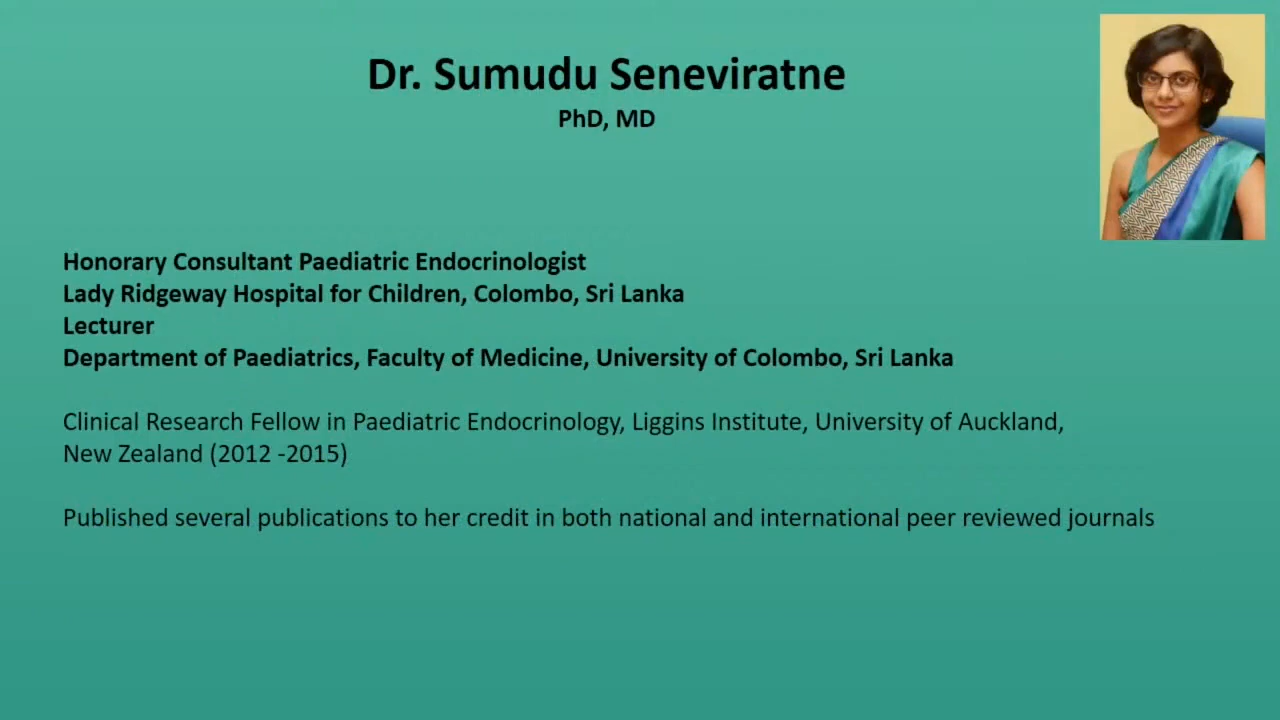 Dr. Sumudu Seneviratne
PhD, MD
Honorary Consultant Paediatric Endocrinologist
Lady Ridgeway Hospital for Children, Colombo, Sri Lanka
Lecturer
Department of Paediatrics, Faculty of Medicine, University of Colombo, Sri Lanka
Clinical Research Fellow in Paediatric Endocrinology, Liggins Institute, University of Auckland,
New Zealand (2012 -2015)
Published several publications to her credit in both national and international peer reviewed journals